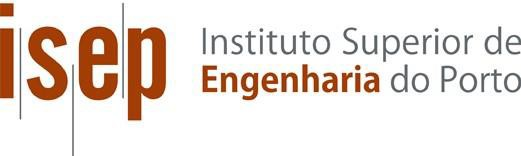 isep
Instituto Superior de
Engenharia do Porto